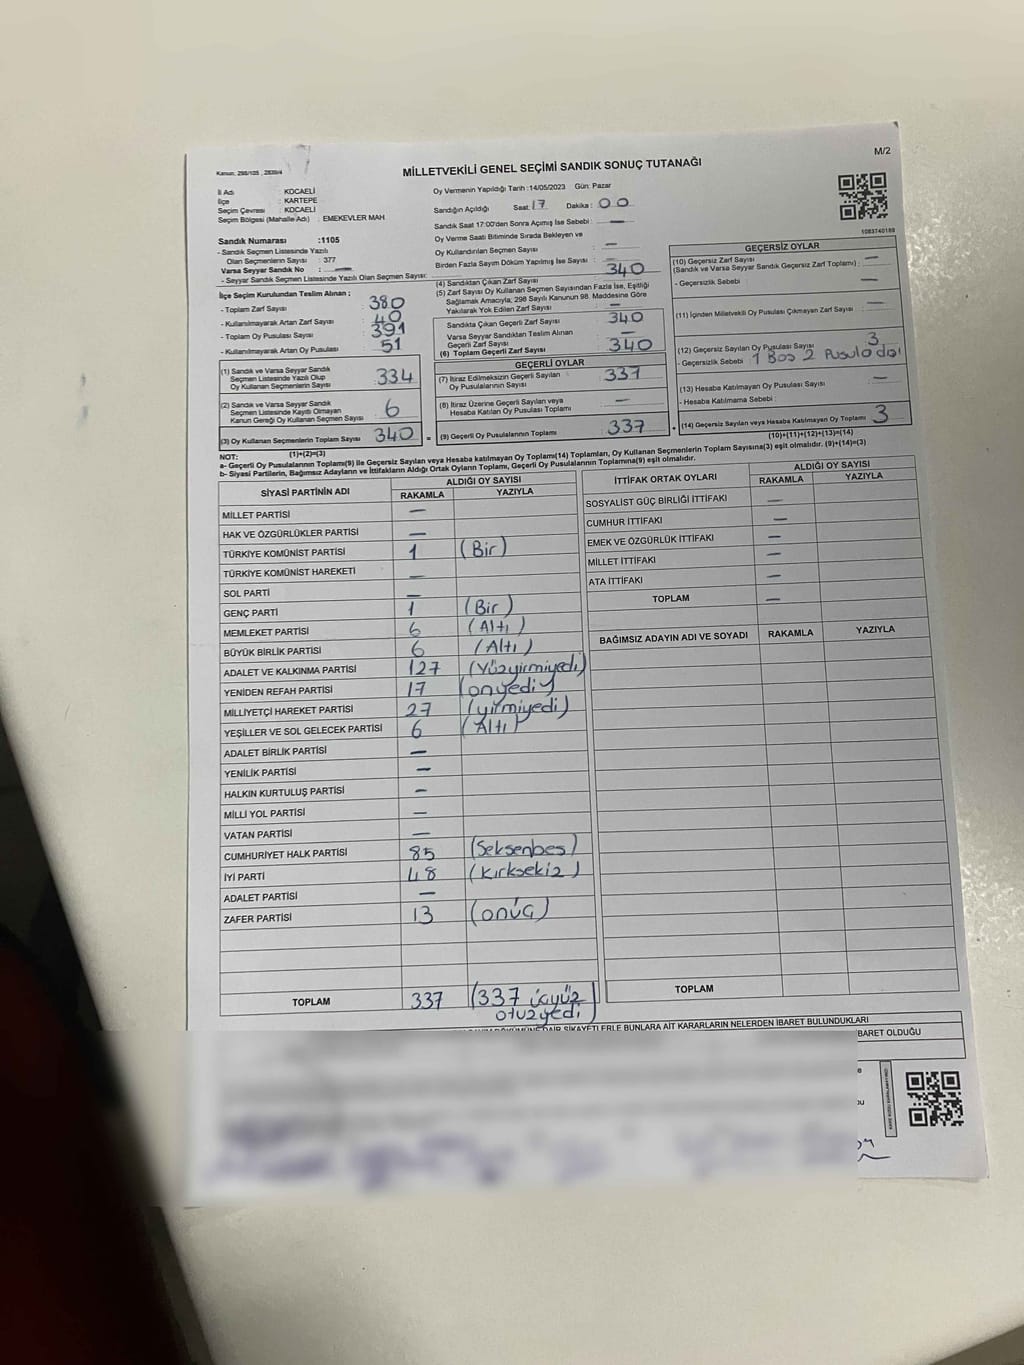 M/2
Kanun: 298/105 , 2839/4
MİLLETVEKİLİ GENEL SEÇİMİ SANDIK SONUÇ TUTANAĞI
İl Adı : KOCAELİ
İlçe : KARTEPE
Seçim Çevresi : KOCAELİ
Seçim Bölgesi (Mahalle Adı) : EMEKEVLER MAH
Sandık Numarası :1105
- Sandık Seçmen Listesinde Yazılı
Olan Seçmenlerin Sayısı : 377
Varsa Seyyar Sandık No : —
- Seyyar Sandık Seçmen Listesinde Yazılı Olan Seçmen Sayısı:
İlçe Seçim Kurulundan Teslim Alınan ;
- Toplam Zarf Sayısı : 380
- Kullanılmayarak Artan Zarf Sayısı : 40
- Toplam Oy Pusulası Sayısı : 391
- Kullanılmayarak Artan Oy Pusulası : 51
(1) Sandık ve Varsa Seyyar Sandık
Seçmen Listesinde Yazılı Olup
Oy Kullanan Seçmenlerin Sayısı 334
(2) Sandık ve Varsa Seyyar Sandık
Seçmen Listesinde Kayıtlı Olmayan
Kanun Gereği Oy Kullanan Seçmen Sayısı 6
(3) Oy Kullanan Seçmenlerin Toplam Sayısı 340 =
(1)+(2)=(3)
Oy Vermenin Yapıldığı Tarih :14/05/2023 Gün: Pazar
Sandığın Açıldığı Saat: 17 Dakika : 00
Sandık Saat 17:00'den Sonra Açımış İse Sebebi : —
Oy Verme Saati Bitiminde Sırada Bekleyen ve
Oy Kullandırılan Seçmen Sayısı : —
Birden Fazla Sayım Döküm Yapılmış İse Sayısı : —
(4) Sandıktan Çıkan Zarf Sayısı : 340
(5) Zarf Sayısı Oy Kullanan Seçmen Sayısından Fazla İse, Eşitliği
Sağlamak Amacıyla, 298 Sayılı Kanunun 98. Maddesine Göre
Yakılarak Yok Edilen Zarf Sayısı : —
Sandıkta Çıkan Geçerli Zarf Sayısı : 340
Varsa Seyyar Sandıktan Teslim Alınan
Geçerli Zarf Sayısı : —
(6) Toplam Geçerli Zarf Sayısı : 340
GEÇERLİ OYLAR
(7) İtiraz Edilmeksizin Geçerli Sayılan
Oy Pusulalarının Sayısı : 337
(8) İtiraz Üzerine Geçerli Sayılan veya
Hesaba Katılan Oy Pusulası Toplamı : —
(9) Geçerli Oy Pusulalarının Toplamı : 337 +
1083740189
GEÇERSİZ OYLAR
(10) Geçersiz Zarf Sayısı
(Sandık ve Varsa Seyyar Sandık Geçersiz Zarf Toplamı) : —
- Geçersizlik Sebebi : —
(11) İçinden Milletvekili Oy Pusulası Çıkmayan Zarf Sayısı : —
(12) Geçersiz Sayılan Oy Pusulası Sayısı : 3
- Geçersizlik Sebebi : 1 Boş 2 Pusulada!
(13) Hesaba Katılmayan Oy Pusulası Sayısı : —
- Hesaba Katılmama Sebebi :
(14) Geçersiz Sayılan veya Hesaba Katılmayan Oy Toplamı : 3
(10)+(11)+(12)+(13)=(14)
NOT:
a- Geçerli Oy Pusulalarının Toplamı(9) ile Geçersiz Sayılan veya Hesaba katılmayan Oy Toplamı(14) Toplamları, Oy Kullanan Seçmenlerin Toplam Sayısına(3) eşit olmalıdır. (9)+(14)=(3)
b- Siyasi Partilerin, Bağımsız Adayların ve İttifakların Aldığı Ortak Oyların Toplamı, Geçerli Oy Pusulalarının Toplamına(9) eşit olmalıdır.
SİYASİ PARTİNİN ADI
ALDIĞI OY SAYISI
RAKAMLA YAZIYLA
MİLLET PARTİSİ —
HAK VE ÖZGÜRLÜKLER PARTİSİ —
TÜRKİYE KOMÜNİST PARTİSİ 1 (Bir)
TÜRKİYE KOMÜNİST HAREKETİ —
SOL PARTİ —
GENÇ PARTİ 1 (Bir)
MEMLEKET PARTİSİ 6 (Altı)
BÜYÜK BİRLİK PARTİSİ 6 (Altı)
ADALET VE KALKINMA PARTİSİ 127 (Yüzyirmiyedi)
YENİDEN REFAH PARTİSİ 17 (onyedi)
MİLLİYETÇİ HAREKET PARTİSİ 27 (yirmiyedi)
YEŞİLLER VE SOL GELECEK PARTİSİ 6 (Altı)
ADALET BİRLİK PARTİSİ —
YENİLİK PARTİSİ —
HALKIN KURTULUŞ PARTİSİ —
MİLLİ YOL PARTİSİ —
VATAN PARTİSİ —
CUMHURİYET HALK PARTİSİ 85 (Seksenbeş)
İYİ PARTİ 48 (Kırksekiz)
ADALET PARTİSİ —
ZAFER PARTİSİ 13 (onüç)
TOPLAM 337 (337 üçyüz
otuzyedi
İTTİFAK ORTAK OYLARI
ALDIĞI OY SAYISI
RAKAMLA YAZIYLA
SOSYALİST GÜÇ BİRLİĞİ İTTİFAKI —
CUMHUR İTTİFAKI —
EMEK VE ÖZGÜRLÜK İTTİFAKI —
MİLLET İTTİFAKI —
ATA İTTİFAKI —
TOPLAM —
BAĞIMSIZ ADAYIN ADI VE SOYADI RAKAMLA YAZIYLA
TOPLAM
ŞİKAYETLERLE BUNLARA AİT KARARLARIN NELERDEN İBARET BULUNDUKLARI
BARET OLDUĞU